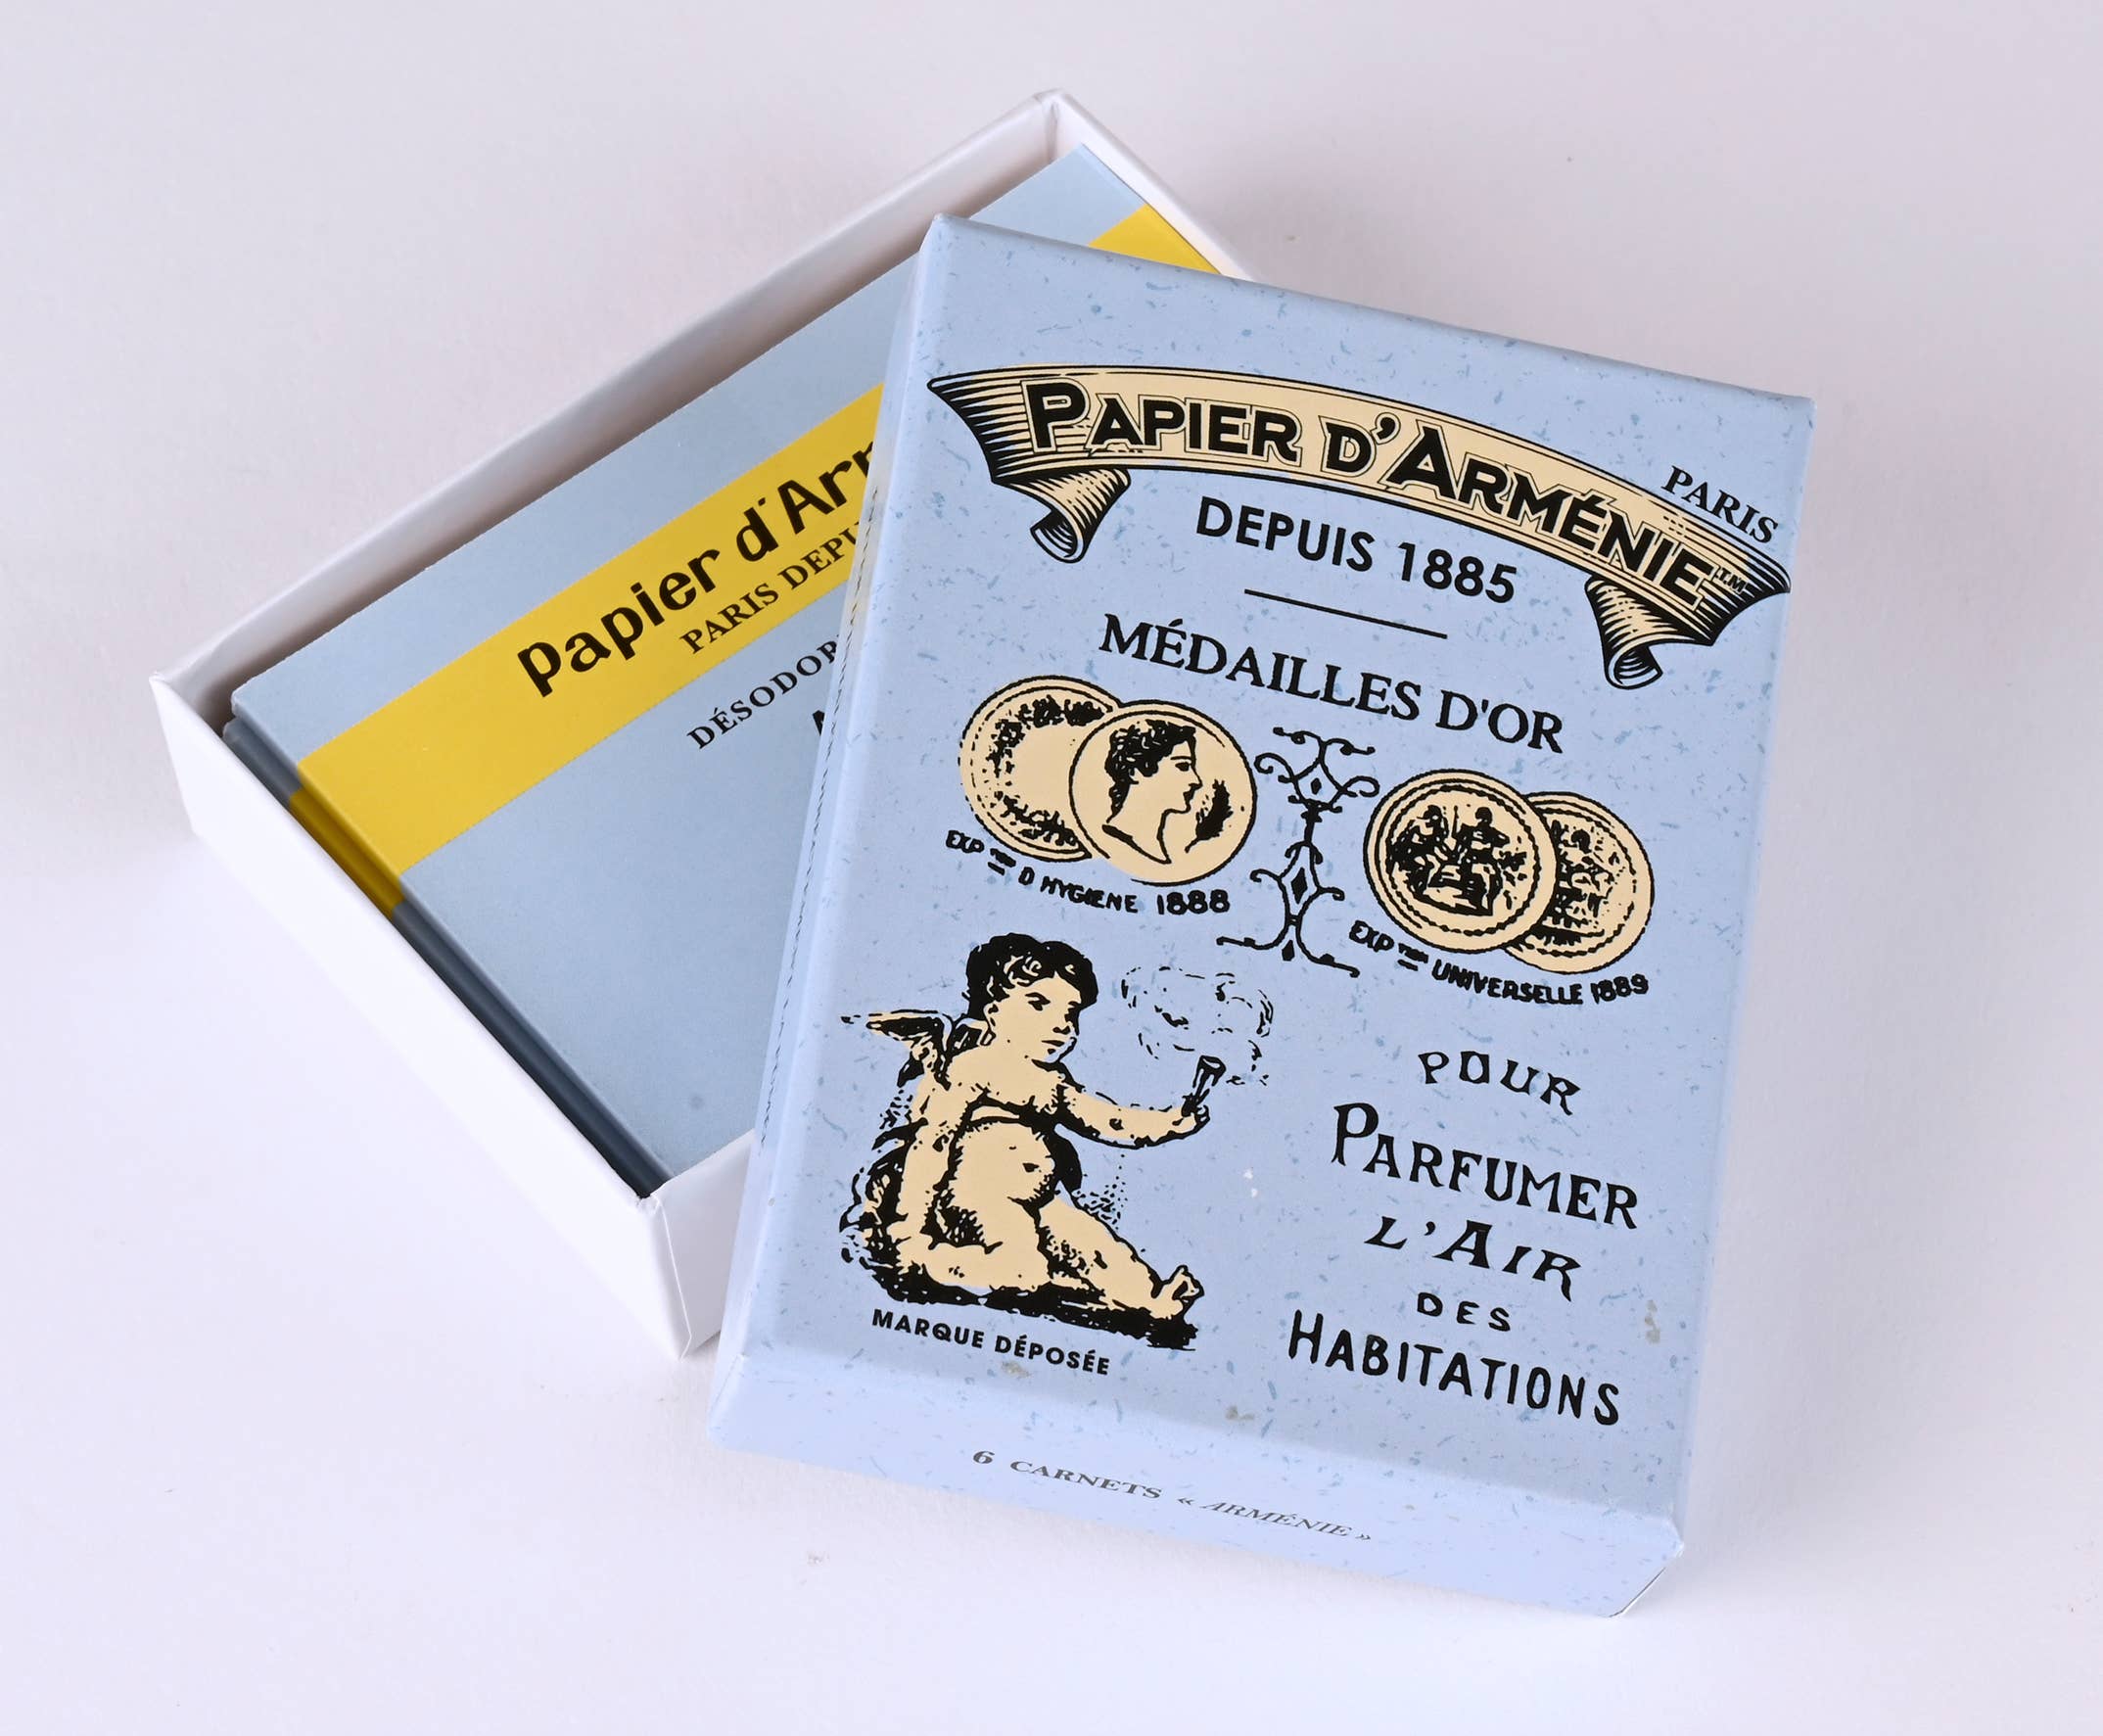 Papier d'Arm
PARIS DEPU
DÉSODOR
PAPIER D'ARMÉNIE T.M.
PARIS
DEPUIS 1885
MÉDAILLES D'OR
EXP D HYGIENE 1888
EXP UNIVERSELLE 1889
POUR
PARFUMER
L'AIR
DES
HABITATIONS
MARQUE DÉPOSÉE
6 CARNETS « ARMÉNIE »